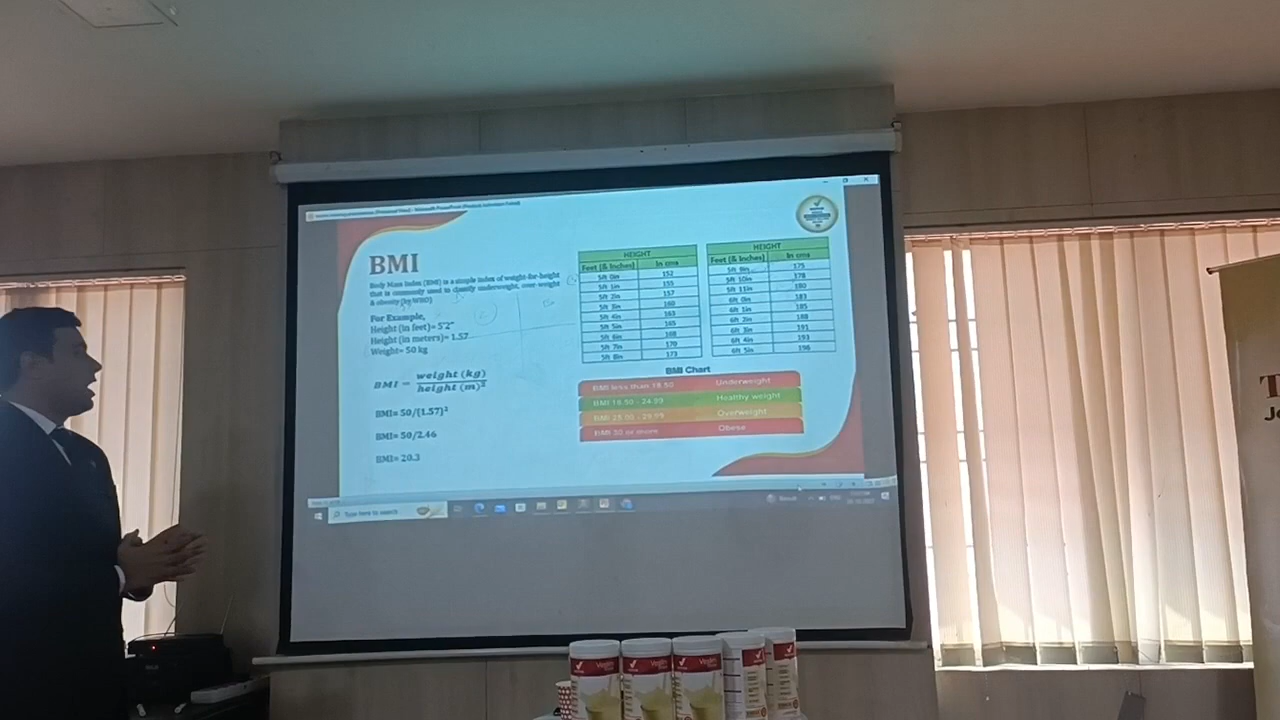 BMI
Body Mass Index (BMI) is a simple index of weight-for-height
that is commonly used to classify underweight, over-weight
& obesity (by WHO)
For Example,
Height (in feet)= 5'2"
Height (in meters)= 1.57
Weight= 50 kg
BMI = weight (kg)
height (m)²
BMI= 50/(1.57)²
BMI= 50/2.46
BMI= 20.3
HEIGHT
Feet (& Inches) In cms
5ft 0in 152
5ft 1in 155
5ft 2in 157
5ft 3in 160
5ft 4in 163
5ft 5in 165
5ft 6in 168
5ft 7in 170
5ft 8in 173
HEIGHT
Feet (& Inches) In cms
5ft 9in 175
5ft 10in 178
5ft 11in 180
6ft 0in 183
6ft 1in 185
6ft 2in 188
6ft 3in 191
6ft 4in 193
6ft 5in 196
BMI Chart
BMI less than 18.50 Underweight
BMI 18.50 - 24.99 Healthy weight
BMI 25.00 - 29.99 Overweight
BMI 30 or more Obese
Type here to search